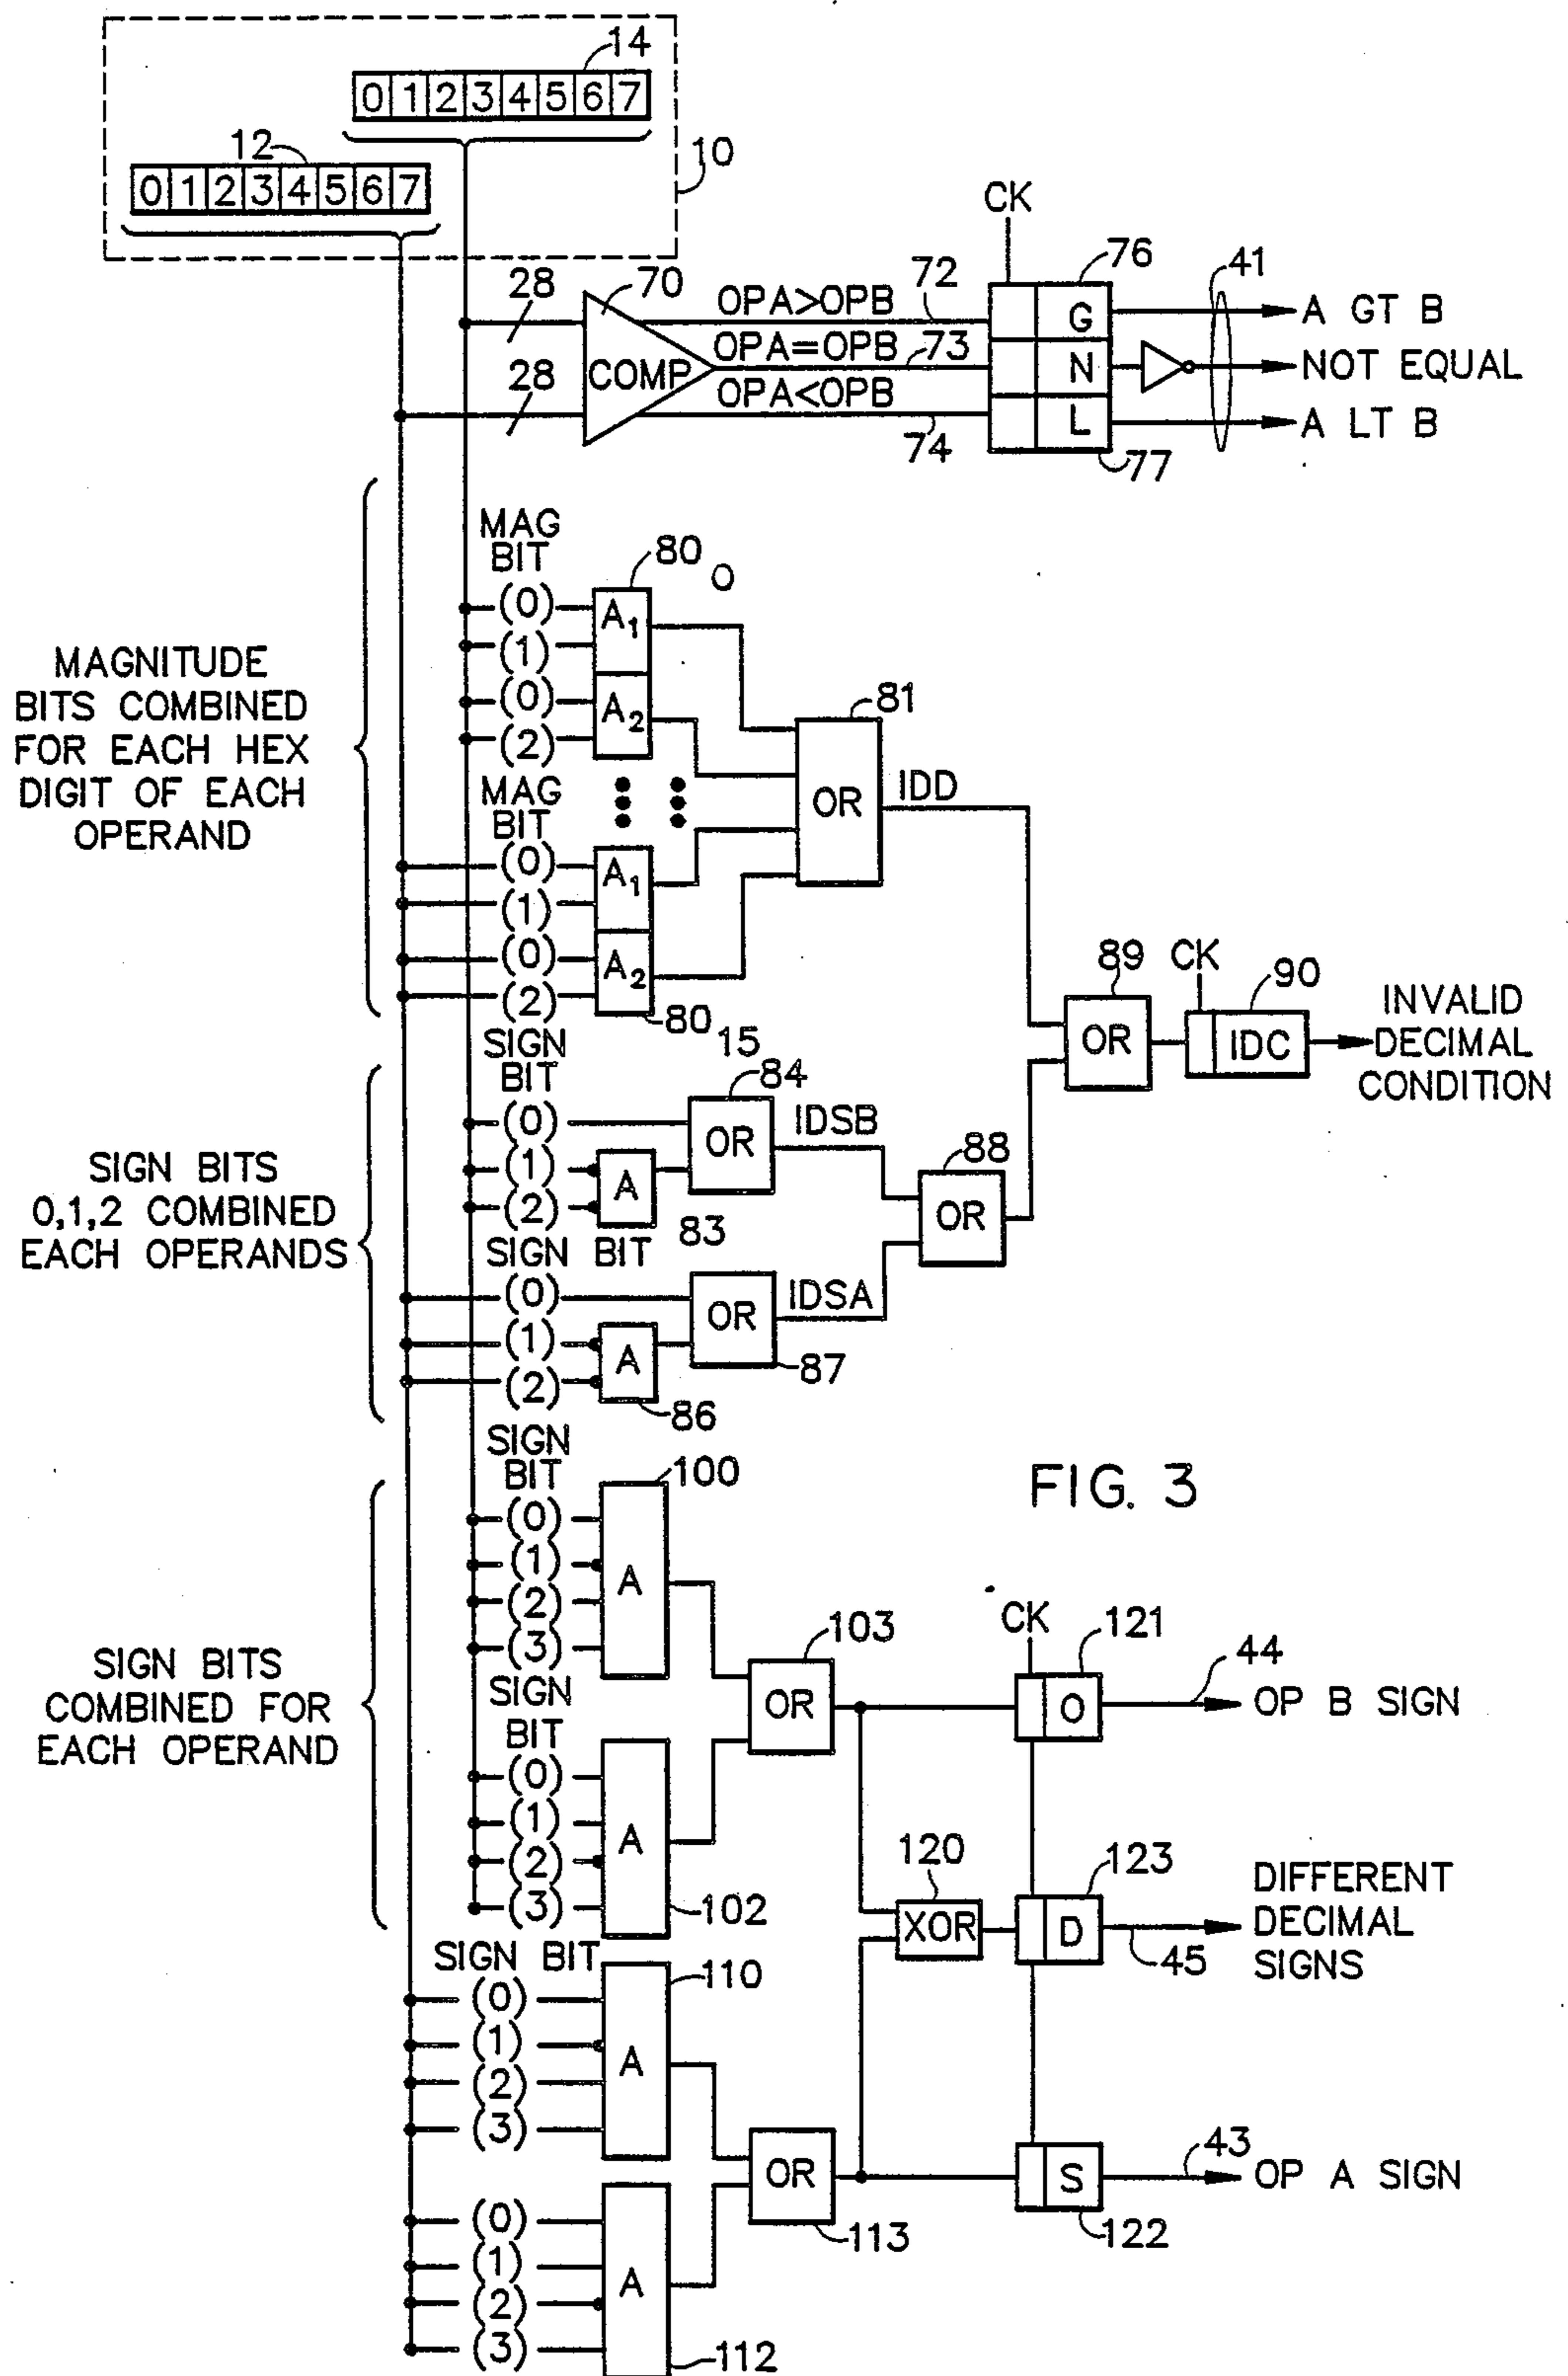 14
0 1 2 3 4 5 6 7
12
0 1 2 3 4 5 6 7
10
CK
28
70
OPA>OPB
72
76
41
G
A GT B
COMP
OPA=OPB
73
N
NOT EQUAL
28
OPA<OPB
74
L
77
A LT B
MAGNITUDE
BITS COMBINED
FOR EACH HEX
DIGIT OF EACH
OPERAND
MAG
BIT
80 0
(0)
A1
(1)
(0)
A2
(2)
81
OR
IDD
MAG
BIT
(0)
A1
(1)
(0)
A2
(2)
80 15
89
OR
CK
90
IDC
INVALID
DECIMAL
CONDITION
SIGN BITS
0,1,2 COMBINED
EACH OPERANDS
SIGN
BIT
84
(0)
OR
IDSB
(1)
A
(2)
83
88
OR
SIGN BIT
(0)
OR
IDSA
(1)
A
87
(2)
86
FIG. 3
SIGN BITS
COMBINED FOR
EACH OPERAND
SIGN
BIT
100
(0)
(1)
A
(2)
(3)
SIGN
BIT
103
OR
CK
121
O
44
OP B SIGN
(0)
(1)
A
(2)
(3)
102
120
XOR
123
D
45
DIFFERENT
DECIMAL
SIGNS
SIGN BIT
110
(0)
(1)
A
(2)
(3)
OR
113
S
122
43
OP A SIGN
(0)
(1)
A
(2)
(3)
112